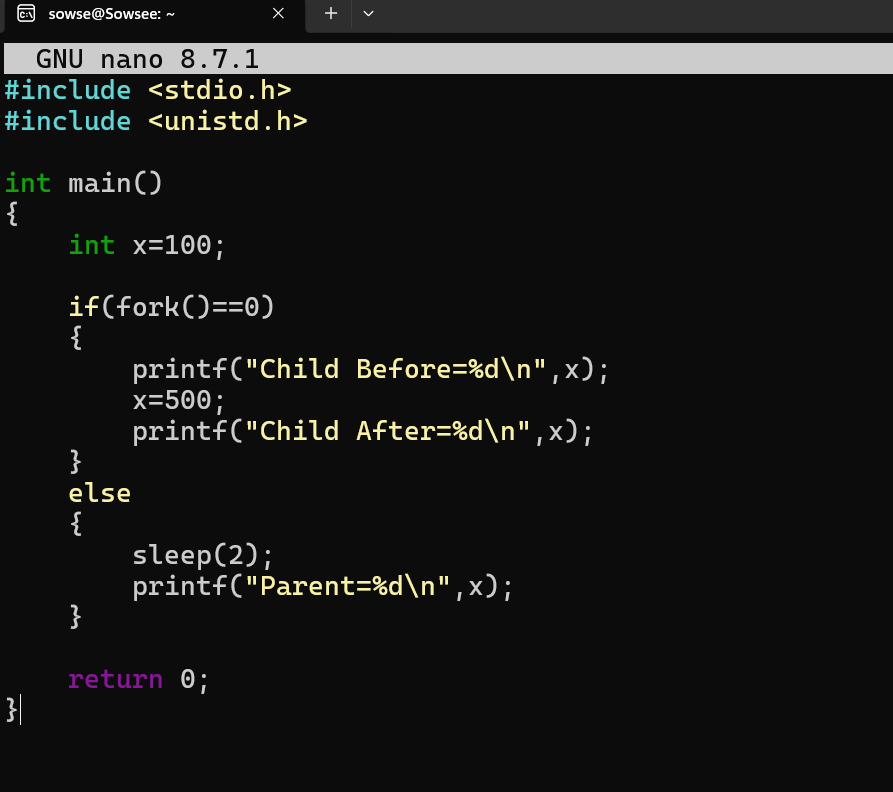 sowse@Sowsee: ~
GNU nano 8.7.1
#include <stdio.h>
#include <unistd.h>

int main()
{
    int x=100;

    if(fork()==0)
    {
        printf("Child Before=%d\n",x);
        x=500;
        printf("Child After=%d\n",x);
    }
    else
    {
        sleep(2);
        printf("Parent=%d\n",x);
    }

    return 0;
}